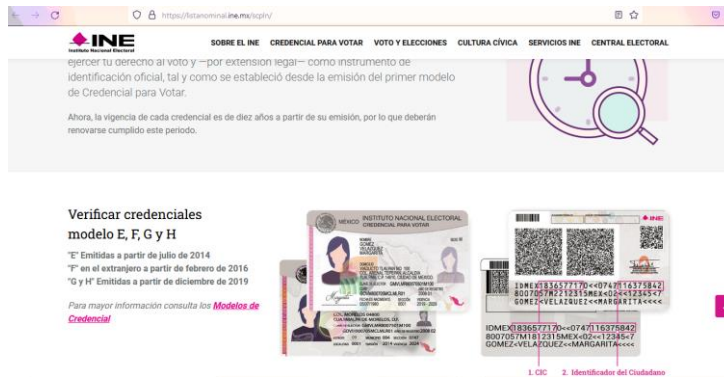 https://listanominal.ine.mx/scpln/
INE
Instituto Nacional Electoral
SOBRE EL INE CREDENCIAL PARA VOTAR VOTO Y ELECCIONES CULTURA CÍVICA SERVICIOS INE CENTRAL ELECTORAL
ejercer tu derecho al voto y —por extensión legal— como instrumento de
identificación oficial, tal y como se estableció desde la emisión del primer modelo
de Credencial para Votar.
Ahora, la vigencia de cada credencial es de diez años a partir de su emisión, por lo que deberán
renovarse cumplido este periodo.
Verificar credenciales
modelo E, F, G y H
"E" Emitidas a partir de julio de 2014
"F" en el extranjero a partir de febrero de 2016
"G y H" Emitidas a partir de diciembre de 2019
Para mayor información consulta los Modelos de
Credencial
MÉXICO INSTITUTO NACIONAL ELECTORAL
CREDENCIAL PARA VOTAR
GOMEZ
VELAZQUEZ
MARGARITA
INE
IDMEX1836577170<<0747116375842
8007057M2212315MEX<02<<12345<7
GOMEZ<VELAZQUEZ<<MARGARITA<<<<
IDMEX1836577170<<0747116375842
8007057M1812315MEX<02<<12345<7
GOMEZ<VELAZQUEZ<<MARGARITA<<<<
1. CIC 2. Identificador del Ciudadano